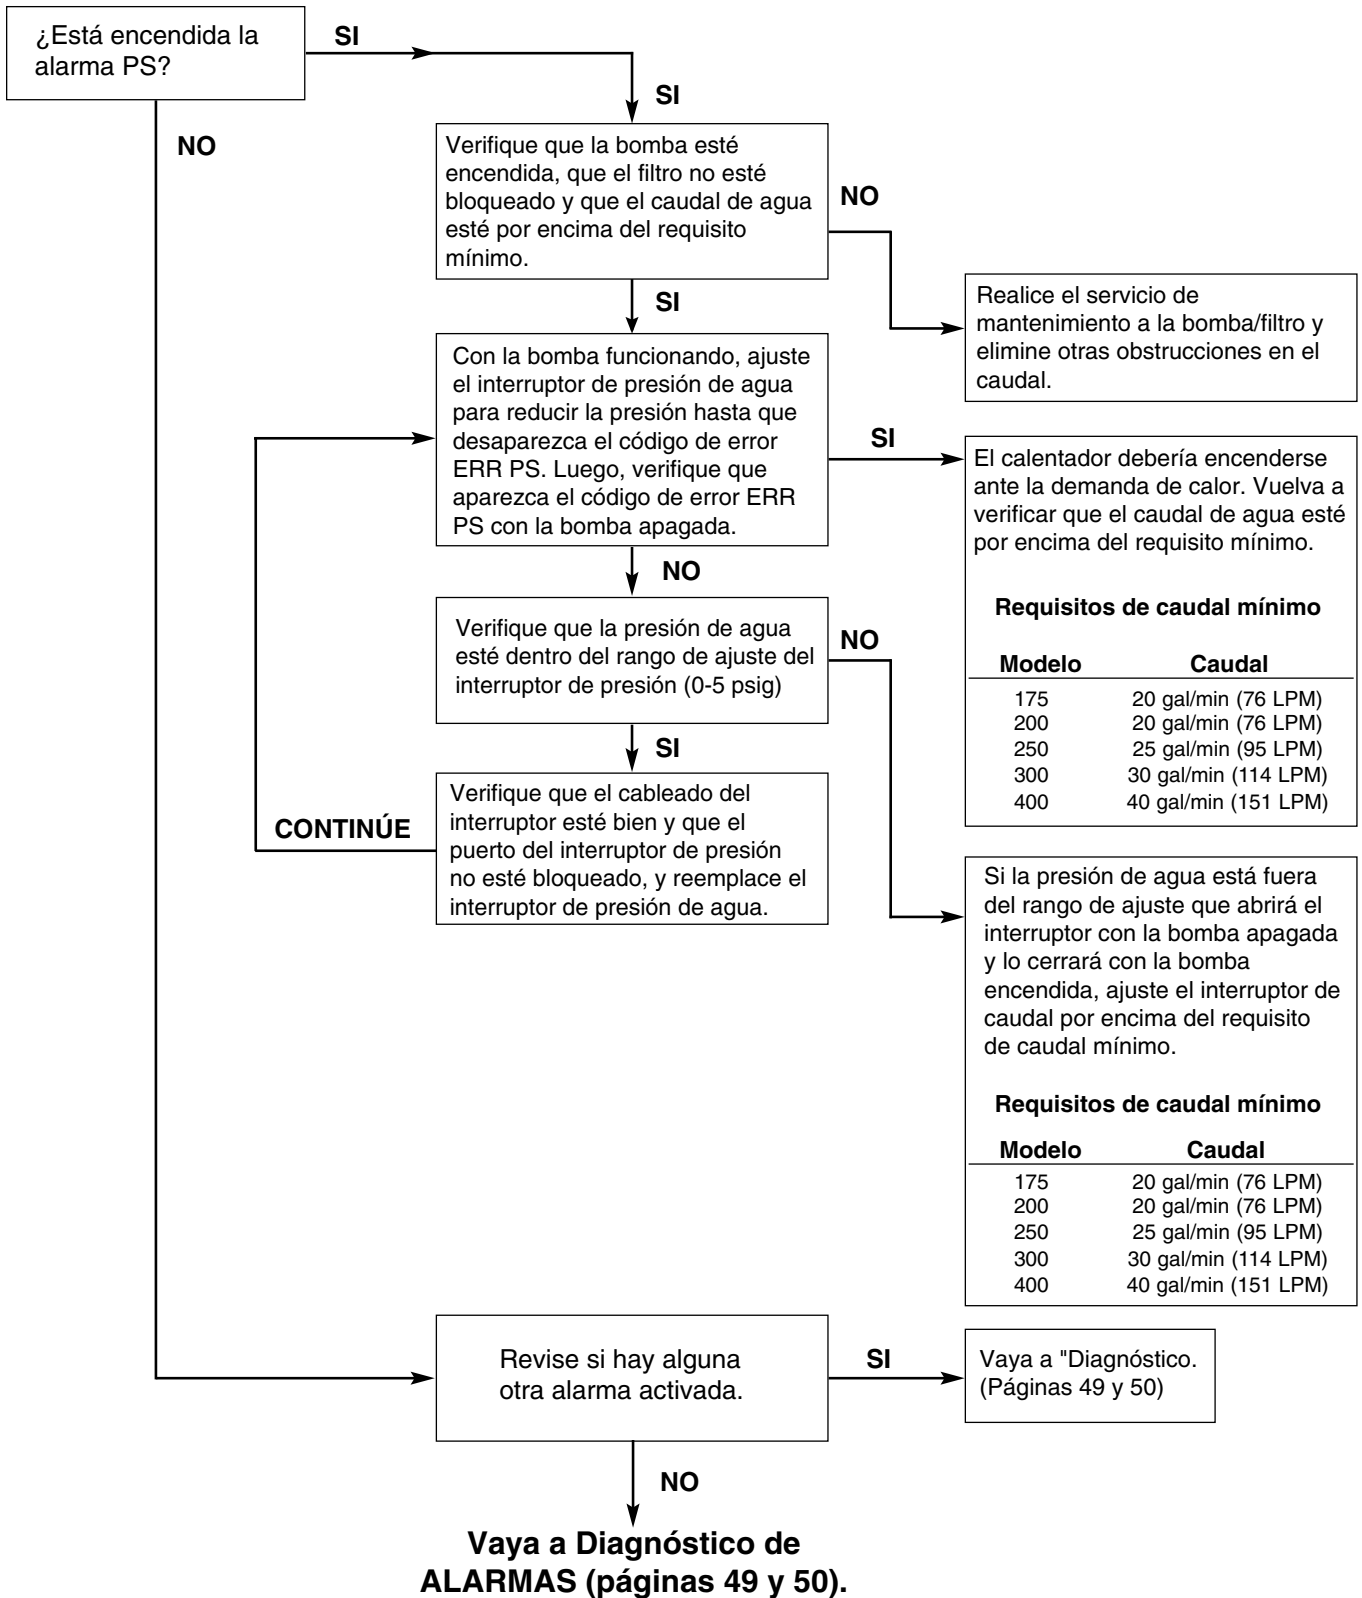 ¿Está encendida la
alarma PS?
SI
SI
NO
Verifique que la bomba esté
encendida, que el filtro no esté
bloqueado y que el caudal de agua
esté por encima del requisito
mínimo.
NO
SI
Realice el servicio de
mantenimiento a la bomba/filtro y
elimine otras obstrucciones en el
caudal.
Con la bomba funcionando, ajuste
el interruptor de presión de agua
para reducir la presión hasta que
desaparezca el código de error
ERR PS. Luego, verifique que
aparezca el código de error ERR
PS con la bomba apagada.
SI
El calentador debería encenderse
ante la demanda de calor. Vuelva a
verificar que el caudal de agua esté
por encima del requisito mínimo.
Requisitos de caudal mínimo
Modelo Caudal
175 20 gal/min (76 LPM)
200 20 gal/min (76 LPM)
250 25 gal/min (95 LPM)
300 30 gal/min (114 LPM)
400 40 gal/min (151 LPM)
NO
Verifique que la presión de agua
esté dentro del rango de ajuste del
interruptor de presión (0-5 psig)
NO
SI
Verifique que el cableado del
interruptor esté bien y que el
puerto del interruptor de presión
no esté bloqueado, y reemplace el
interruptor de presión de agua.
CONTINÚE
Si la presión de agua está fuera
del rango de ajuste que abrirá el
interruptor con la bomba apagada
y lo cerrará con la bomba
encendida, ajuste el interruptor de
caudal por encima del requisito
de caudal mínimo.
Requisitos de caudal mínimo
Modelo Caudal
175 20 gal/min (76 LPM)
200 20 gal/min (76 LPM)
250 25 gal/min (95 LPM)
300 30 gal/min (114 LPM)
400 40 gal/min (151 LPM)
Revise si hay alguna
otra alarma activada.
SI
Vaya a "Diagnóstico.
(Páginas 49 y 50)
NO
Vaya a Diagnóstico de
ALARMAS (páginas 49 y 50).